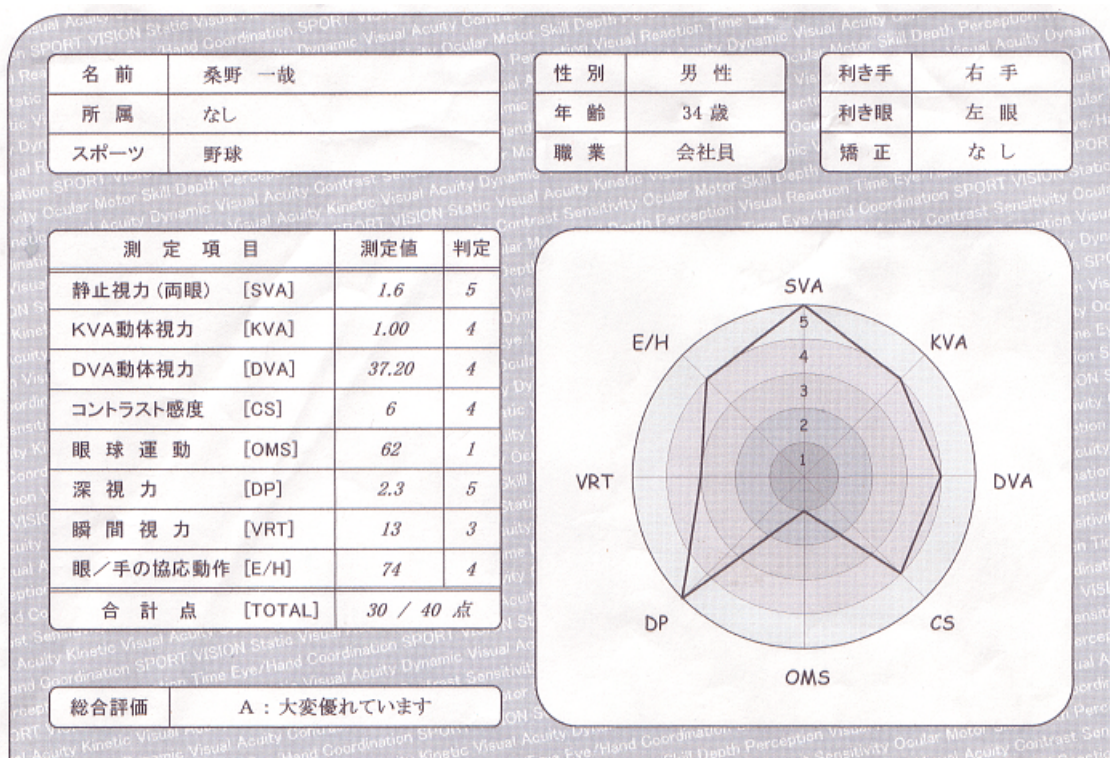 名前 桑野 一哉
所属 なし
スポーツ 野球
性別 男性
年齢 34歳
職業 会社員
利き手 右手
利き眼 左眼
矯正 なし
測定項目 測定値 判定
静止視力(両眼) [SVA] 1.6 5
KVA動体視力 [KVA] 1.00 4
DVA動体視力 [DVA] 37.20 4
コントラスト感度 [CS] 6 4
眼球運動 [OMS] 62 1
深視力 [DP] 2.3 5
瞬間視力 [VRT] 13 3
眼/手の協応動作 [E/H] 74 4
合計点 [TOTAL] 30 / 40 点
総合評価 A : 大変優れています
SVA
E/H
KVA
5
4
3
2
1
VRT
DVA
DP
CS
OMS